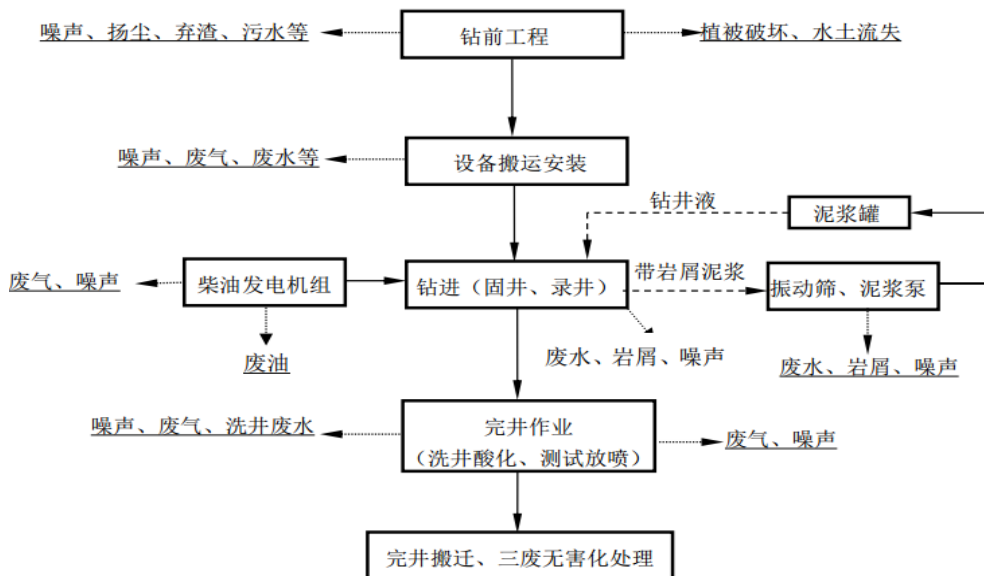 噪声、扬尘、弃渣、污水等
钻前工程
植被破坏、水土流失
噪声、废气、废水等
设备搬运安装
钻井液
泥浆罐
废气、噪声
柴油发电机组
钻进（固井、录井）
带岩屑泥浆
振动筛、泥浆泵
废油
废水、岩屑、噪声
废水、岩屑、噪声
噪声、废气、洗井废水
完井作业
（洗井酸化、测试放喷）
废气、噪声
完井搬迁、三废无害化处理